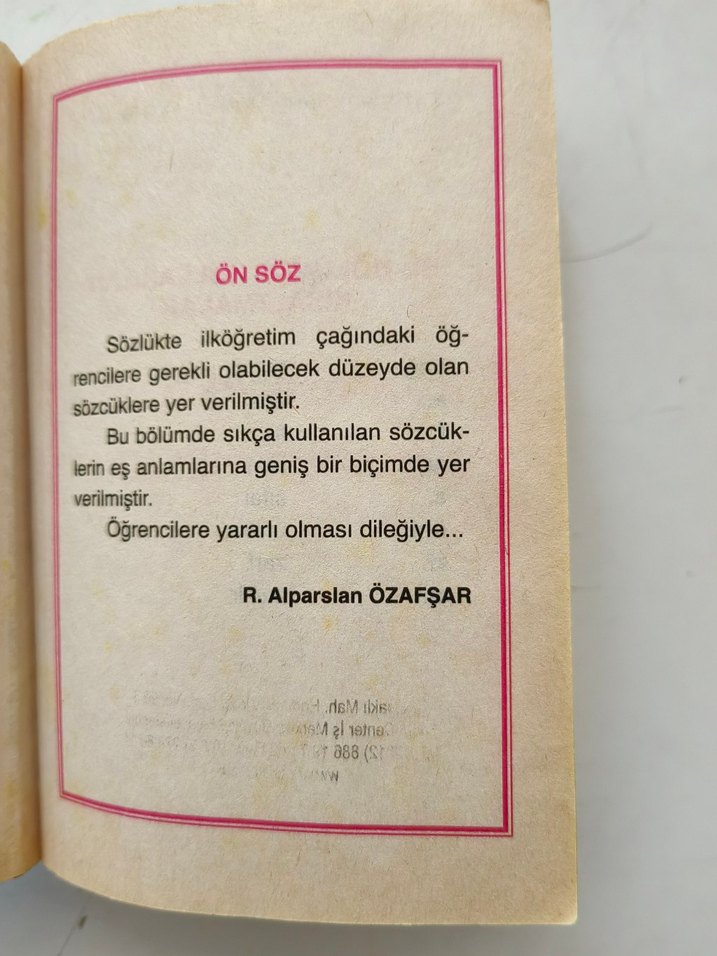 ÖN SÖZ
Sözlükte ilköğretim çağındaki öğ-
rencilere gerekli olabilecek düzeyde olan
sözcüklere yer verilmiştir.
Bu bölümde sıkça kullanılan sözcük-
lerin eş anlamlarına geniş bir biçimde yer
verilmiştir.
Öğrencilere yararlı olması dileğiyle...
R. Alparslan ÖZAFŞAR